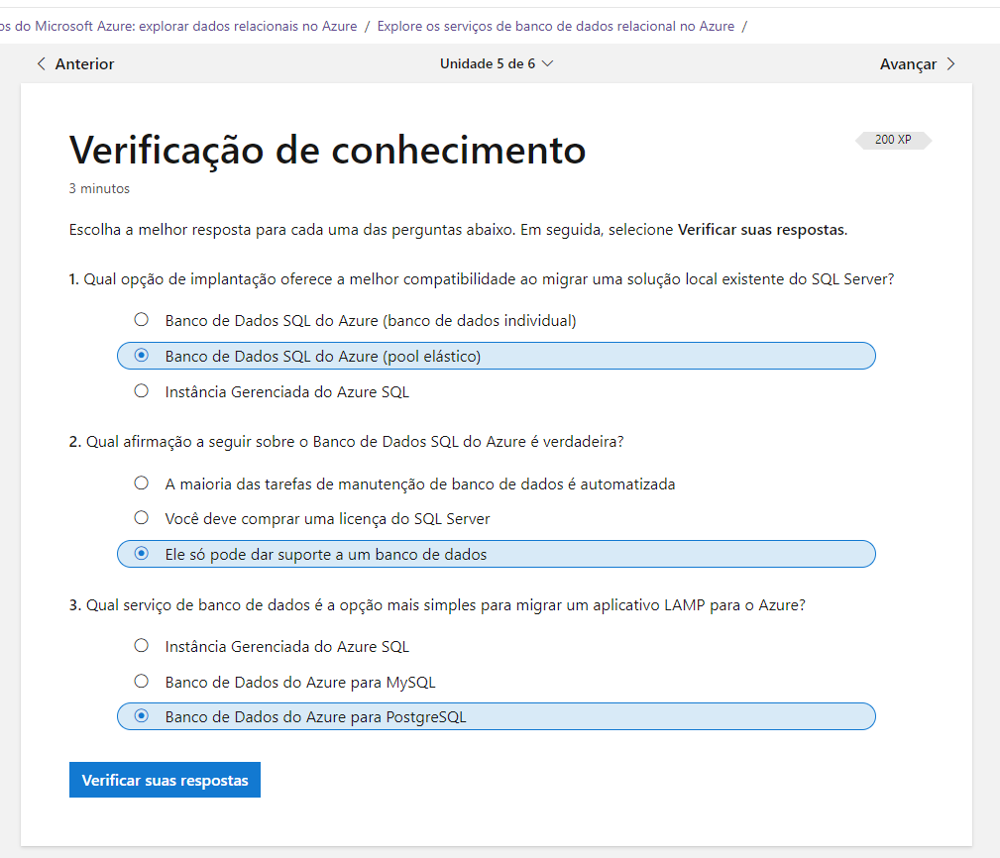 os do Microsoft Azure: explorar dados relacionais no Azure / Explore os serviços de banco de dados relacional no Azure /
Anterior
Unidade 5 de 6
Avançar
Verificação de conhecimento
200 XP
3 minutos
Escolha a melhor resposta para cada uma das perguntas abaixo. Em seguida, selecione Verificar suas respostas.
1. Qual opção de implantação oferece a melhor compatibilidade ao migrar uma solução local existente do SQL Server?
Banco de Dados SQL do Azure (banco de dados individual)
Banco de Dados SQL do Azure (pool elástico)
Instância Gerenciada do Azure SQL
2. Qual afirmação a seguir sobre o Banco de Dados SQL do Azure é verdadeira?
A maioria das tarefas de manutenção de banco de dados é automatizada
Você deve comprar uma licença do SQL Server
Ele só pode dar suporte a um banco de dados
3. Qual serviço de banco de dados é a opção mais simples para migrar um aplicativo LAMP para o Azure?
Instância Gerenciada do Azure SQL
Banco de Dados do Azure para MySQL
Banco de Dados do Azure para PostgreSQL
Verificar suas respostas